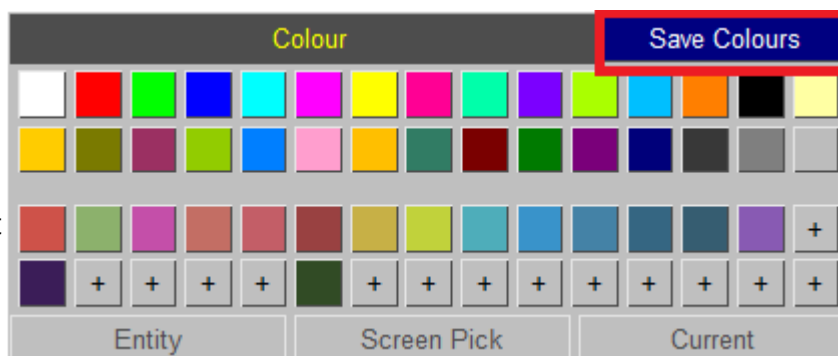 Colour Save Colours
+
+ + + + + + + + + + + + +
Entity Screen Pick Current